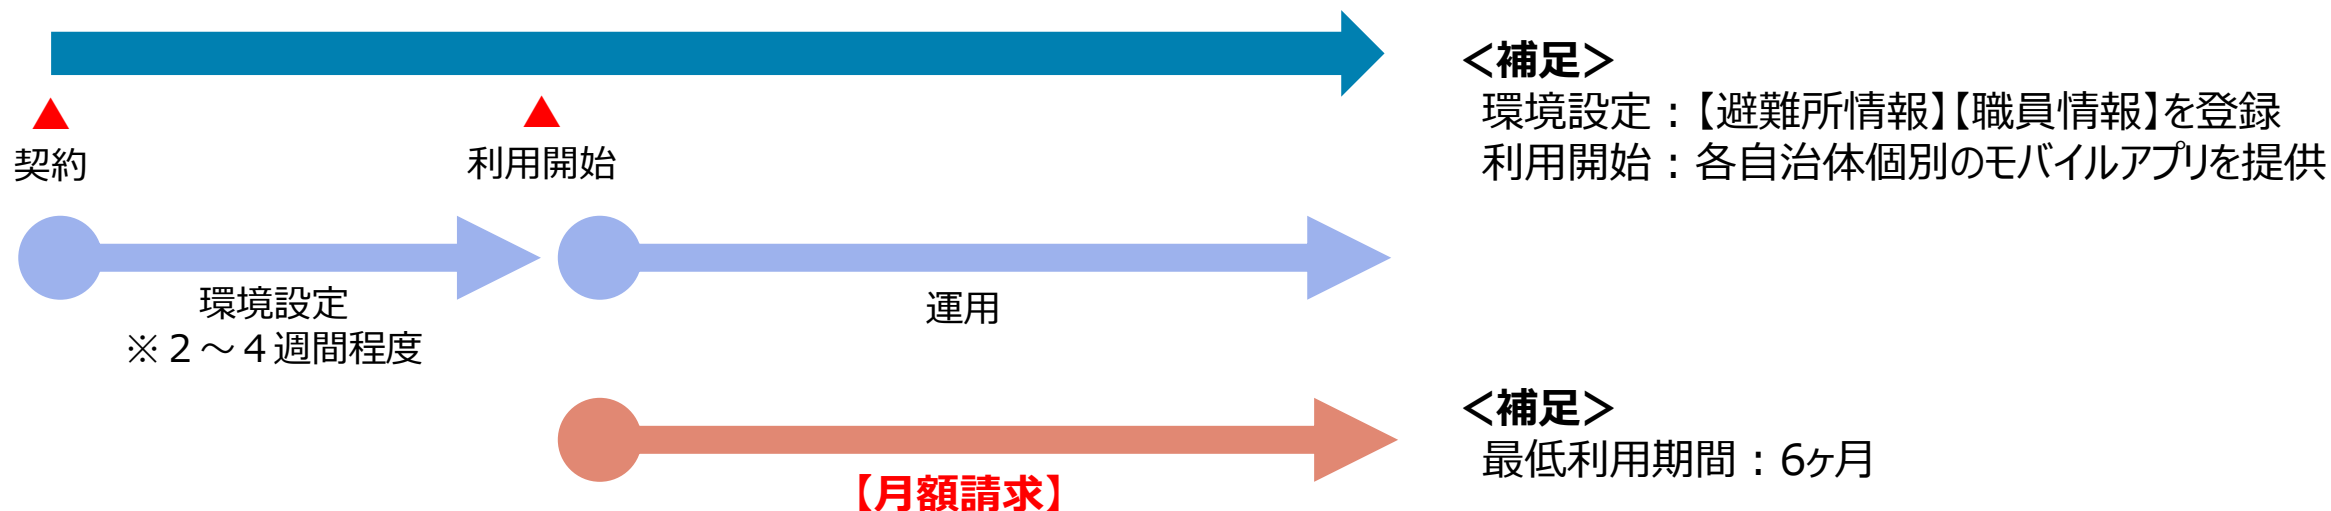 契約
利用開始
環境設定
※２～４週間程度
運用
【月額請求】
＜補足＞
環境設定：【避難所情報】【職員情報】を登録
利用開始：各自治体個別のモバイルアプリを提供
＜補足＞
最低利用期間：6ヶ月